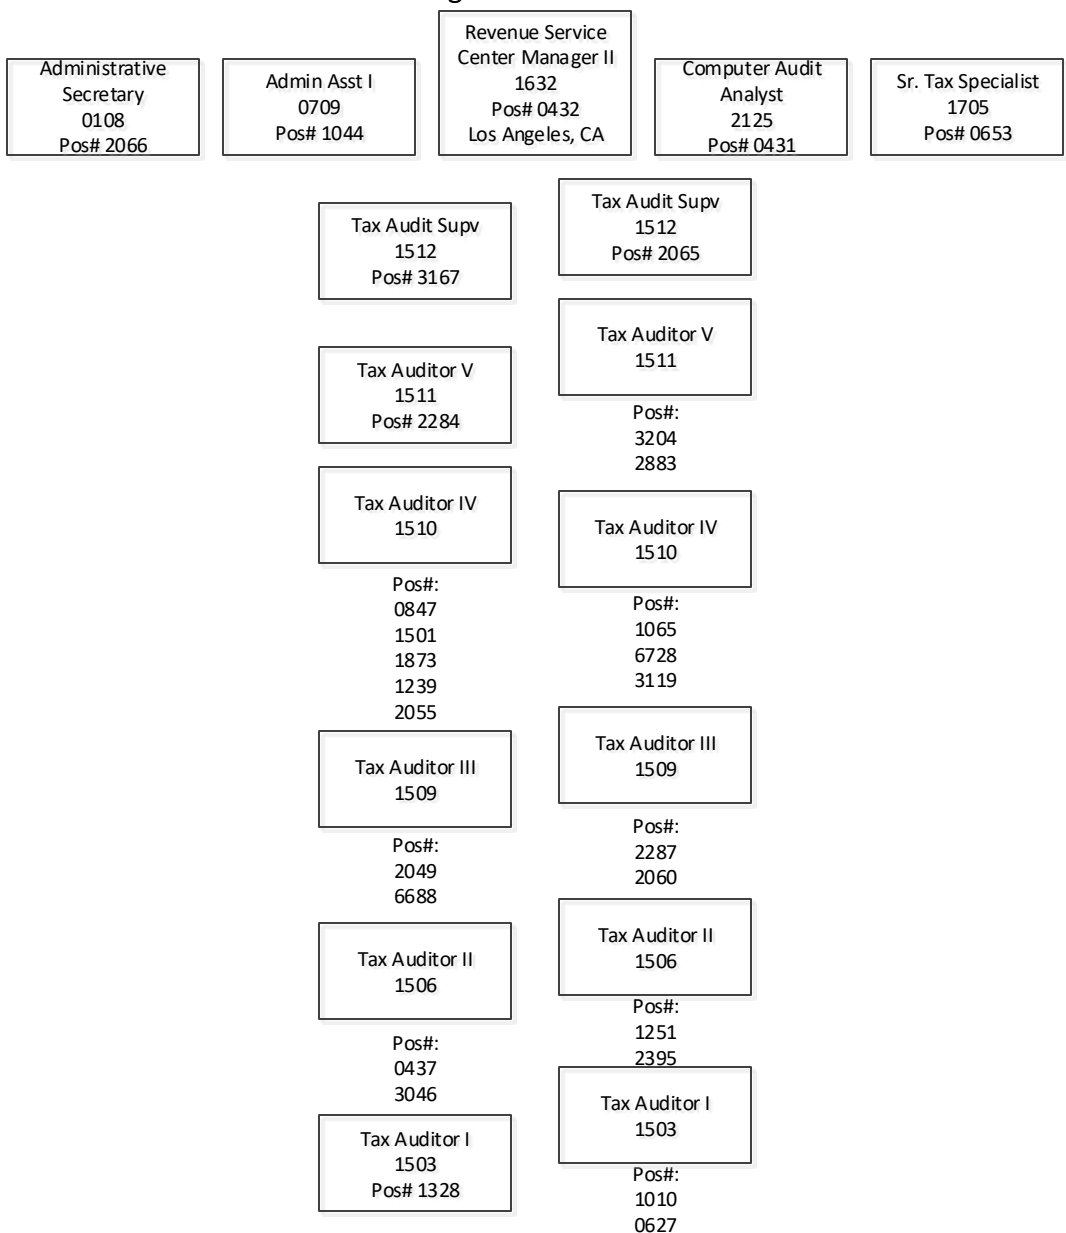 Administrative
Secretary
0108
Pos# 2066
Admin Asst I
0709
Pos# 1044
Revenue Service
Center Manager II
1632
Pos# 0432
Los Angeles, CA
Computer Audit
Analyst
2125
Pos# 0431
Sr. Tax Specialist
1705
Pos# 0653
Tax Audit Supv
1512
Pos# 3167
Tax Auditor V
1511
Pos# 2284
Tax Auditor IV
1510
Pos#:
0847
1501
1873
1239
2055
Tax Auditor III
1509
Pos#:
2049
6688
Tax Auditor II
1506
Pos#:
0437
3046
Tax Auditor I
1503
Pos# 1328
Tax Audit Supv
1512
Pos# 2065
Tax Auditor V
1511
Pos#:
3204
2883
Tax Auditor IV
1510
Pos#:
1065
6728
3119
Tax Auditor III
1509
Pos#:
2287
2060
Tax Auditor II
1506
Pos#:
1251
2395
Tax Auditor I
1503
Pos#:
1010
0627